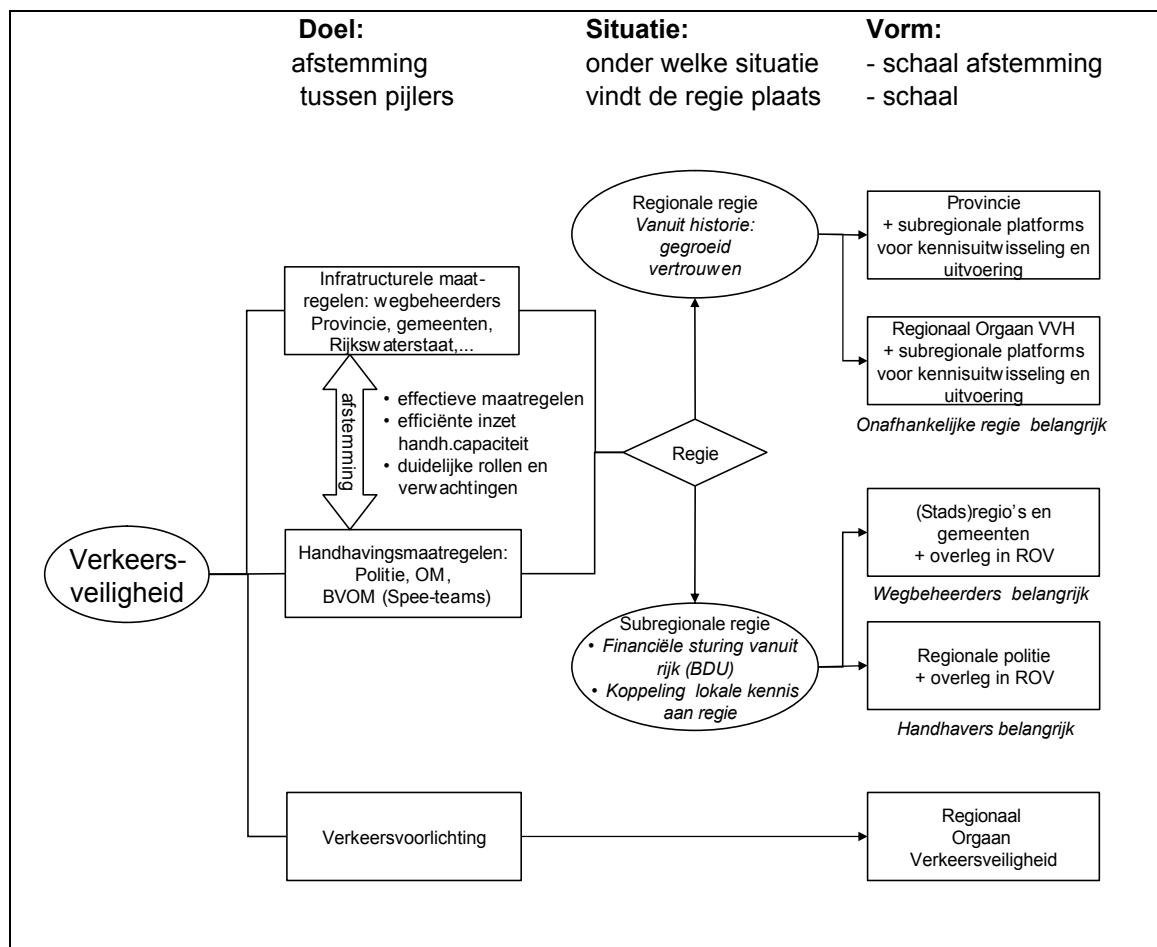 Doel:
afstemming
tussen pijlers
Situatie:
onder welke situatie
vindt de regie plaats
Vorm:
- schaal afstemming
- schaal
Verkeers-
veiligheid
Infratructurele maat-
regelen: wegbeheerders
Provincie, gemeenten,
Rijkswaterstaat,...
afstemming
• effectieve maatregelen
• efficiënte inzet
handh.capaciteit
• duidelijke rollen en
verwachtingen
Handhavingsmaatregelen:
Politie, OM,
BVOM (Spee-teams)
Verkeersvoorlichting
Regie
Regionale regie
Vanuit historie:
gegroeid
vertrouwen
Subregionale regie
• Financiële sturing vanuit
rijk (BDU)
• Koppeling lokale kennis
aan regie
Provincie
+ subregionale platforms
voor kennisuitwisseling en
uitvoering
Regionaal Orgaan VVH
+ subregionale platforms
voor kennisuitwisseling en
uitvoering
Onafhankelijke regie belangrijk
(Stads)regio's en
gemeenten
+ overleg in ROV
Wegbeheerders belangrijk
Regionale politie
+ overleg in ROV
Handhavers belangrijk
Regionaal
Orgaan
Verkeersveiligheid